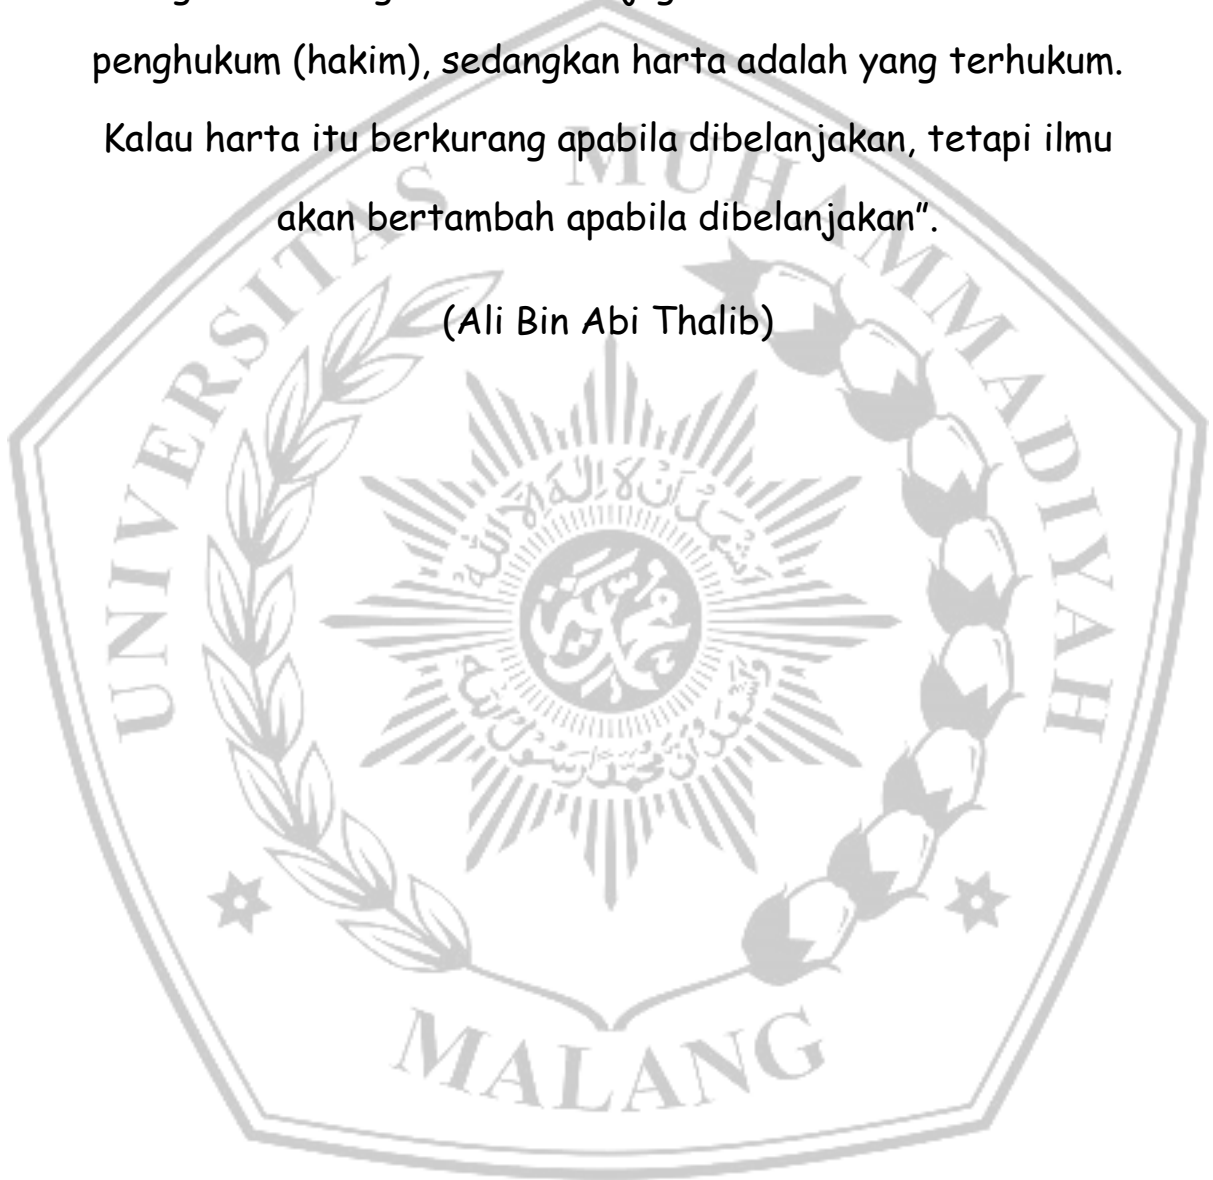 penghukum (hakim), sedangkan harta adalah yang terhukum.
Kalau harta itu berkurang apabila dibelanjakan, tetapi ilmu
akan bertambah apabila dibelanjakan”.
(Ali Bin Abi Thalib)
UNIVERSITAS MUHAMMADIYAH
MALANG